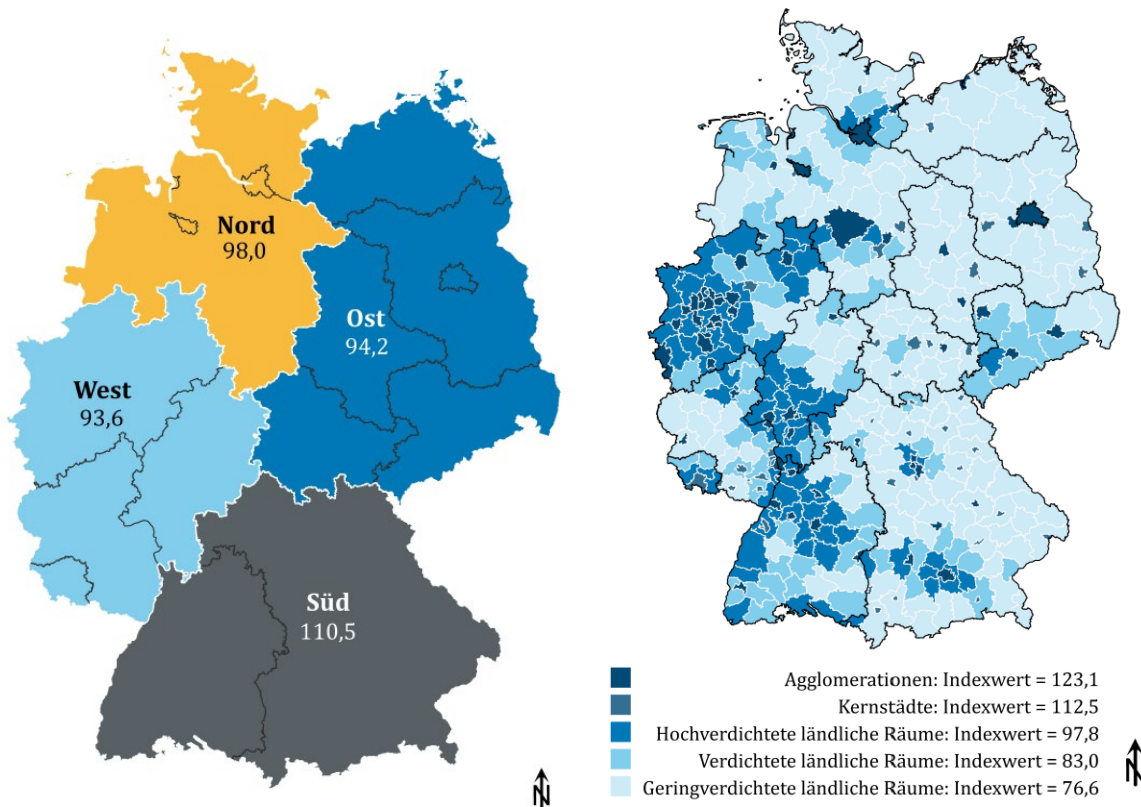 Nord
98,0
Ost
94,2
West
93,6
Süd
110,5
N
Agglomerationen: Indexwert = 123,1
Kernstädte: Indexwert = 112,5
Hochverdichtete ländliche Räume: Indexwert = 97,8
Verdichtete ländliche Räume: Indexwert = 83,0
Geringverdichtete ländliche Räume: Indexwert = 76,6
N